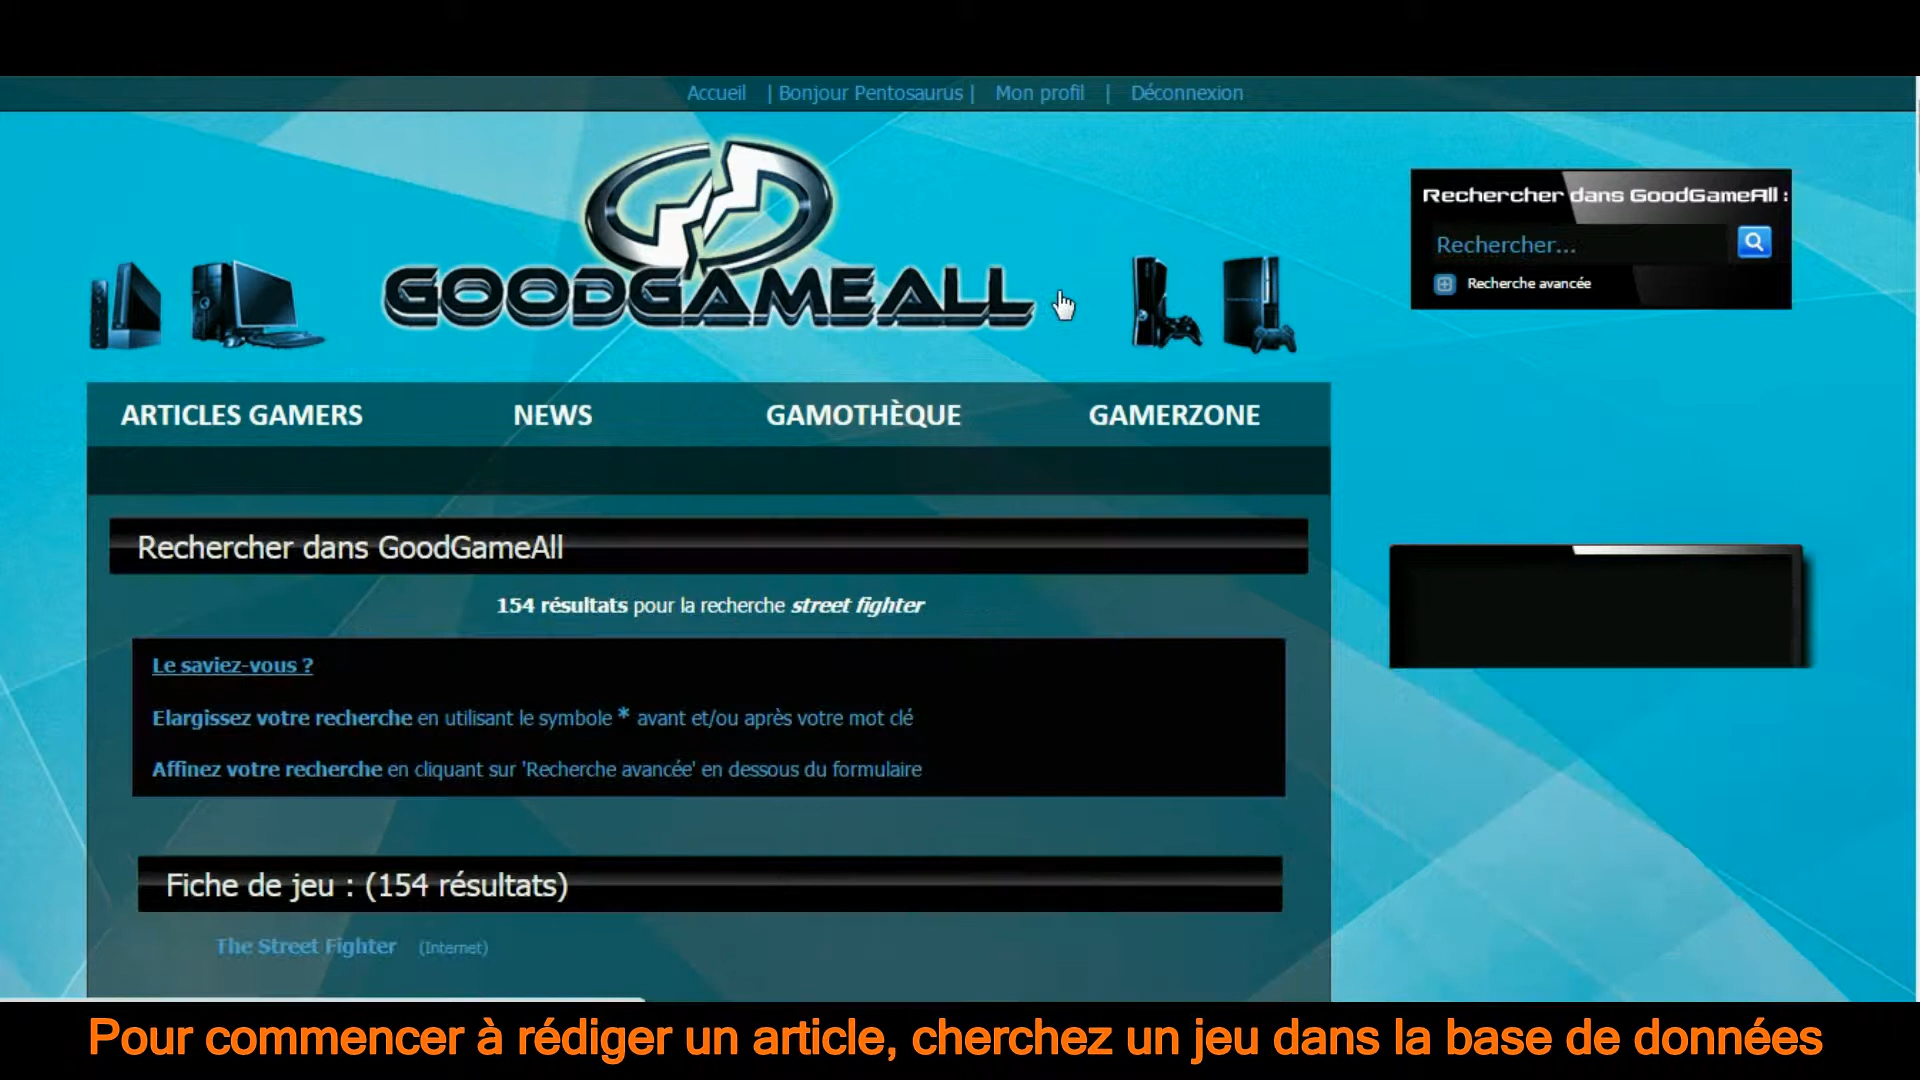 Accueil | Bonjour Pentosaurus | Mon profil | Déconnexion
GOODGAMEALL
Rechercher dans GoodGameAll :
Rechercher...
Recherche avancée
ARTICLES GAMERS NEWS GAMOTHÈQUE GAMERZONE
Rechercher dans GoodGameAll
154 résultats pour la recherche street fighter
Le saviez-vous ?
Elargissez votre recherche en utilisant le symbole * avant et/ou après votre mot clé
Affinez votre recherche en cliquant sur 'Recherche avancée' en dessous du formulaire
Fiche de jeu : (154 résultats)
The Street Fighter (Internet)
Pour commencer à rédiger un article, cherchez un jeu dans la base de données